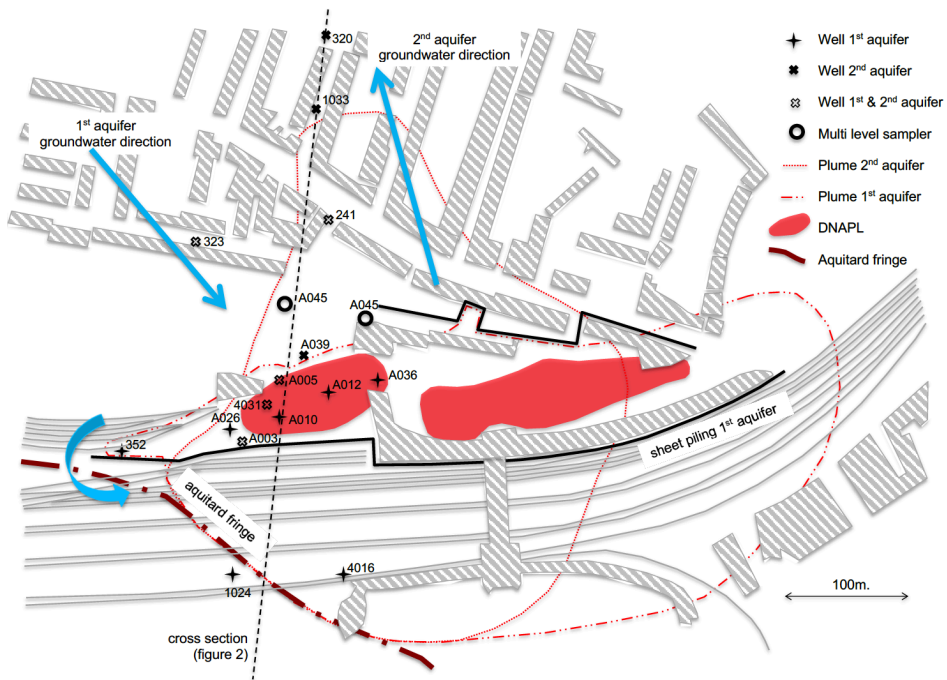 320
2nd aquifer
groundwater direction
1033
1st aquifer
groundwater direction
241
323
A045
A045
A039
A005
A012
A036
4031
A010
A026
A003
352
sheet piling 1st aquifer
aquitard fringe
1024
4016
cross section
(figure 2)
Well 1st aquifer
Well 2nd aquifer
Well 1st & 2nd aquifer
Multi level sampler
Plume 2nd aquifer
Plume 1st aquifer
DNAPL
Aquitard fringe
100m.